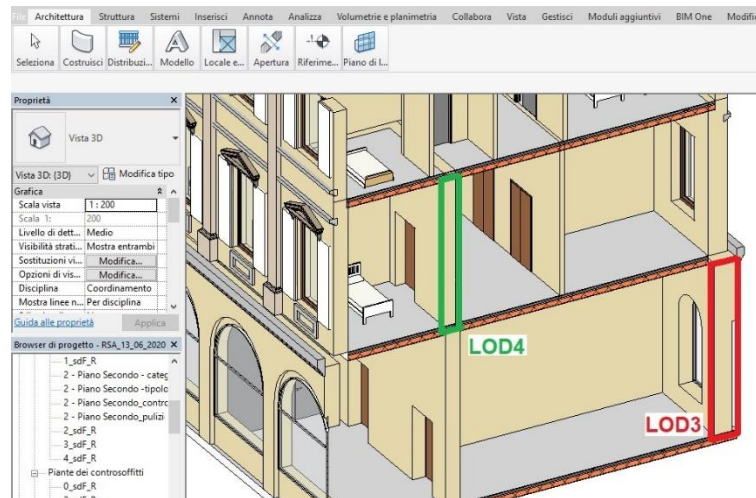 File Architettura Struttura Sistemi Inserisci Annota Analizza Volumetrie e planimetria Collabora Vista Gestisci Moduli aggiuntivi BIM One Modific
Seleziona Costruisci Distribuzi... Modello Locale e... Apertura Riferime... Piano di l...
Proprietà X
Vista 3D
Vista 3D: {3D} Modifica tipo
Grafica
Scala vista 1 : 200
Scala 1: 200
Livello di dett... Medio
Visibilità strati... Mostra entrambi
Sostituzioni vi... Modifica...
Opzioni di vis... Modifica...
Disciplina Coordinamento
Mostra linee n... Per disciplina
Guida alle proprietà Applica
Browser di progetto - RSA_13_06_2020 X
1_sdF_R
2 - Piano Secondo - categ
2 - Piano Secondo -tipolo
2 - Piano Secondo_contro
2 - Piano Secondo_pulizi
2_sdF_R
3_sdF_R
4_sdF_R
Piante dei controsoffitti
0_sdF_R
LOD4
LOD3